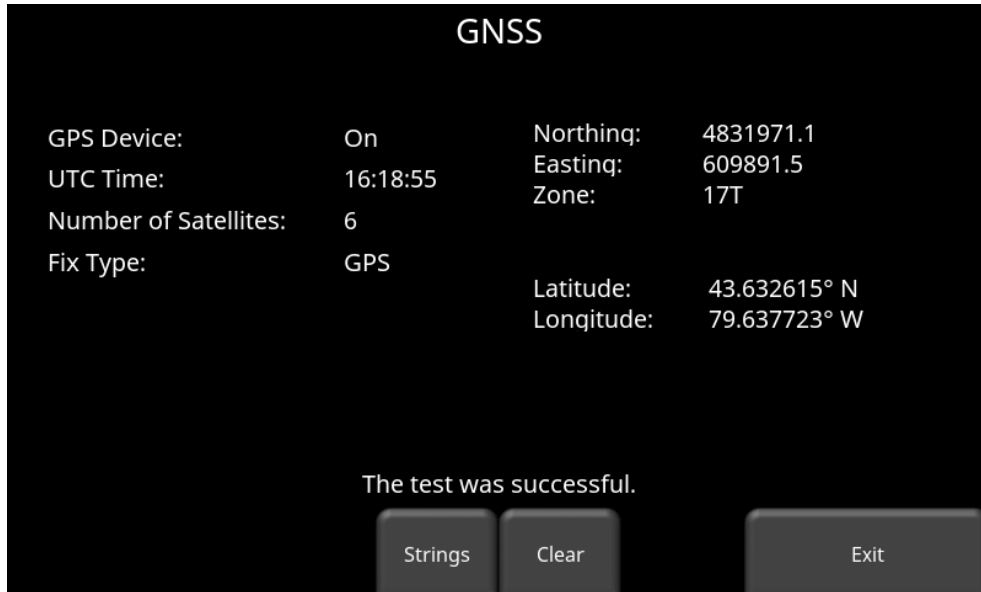 GNSS
GPS Device: On
UTC Time: 16:18:55
Number of Satellites: 6
Fix Type: GPS
Northing: 4831971.1
Easting: 609891.5
Zone: 17T
Latitude: 43.632615° N
Longitude: 79.637723° W
The test was successful.
Strings Clear Exit